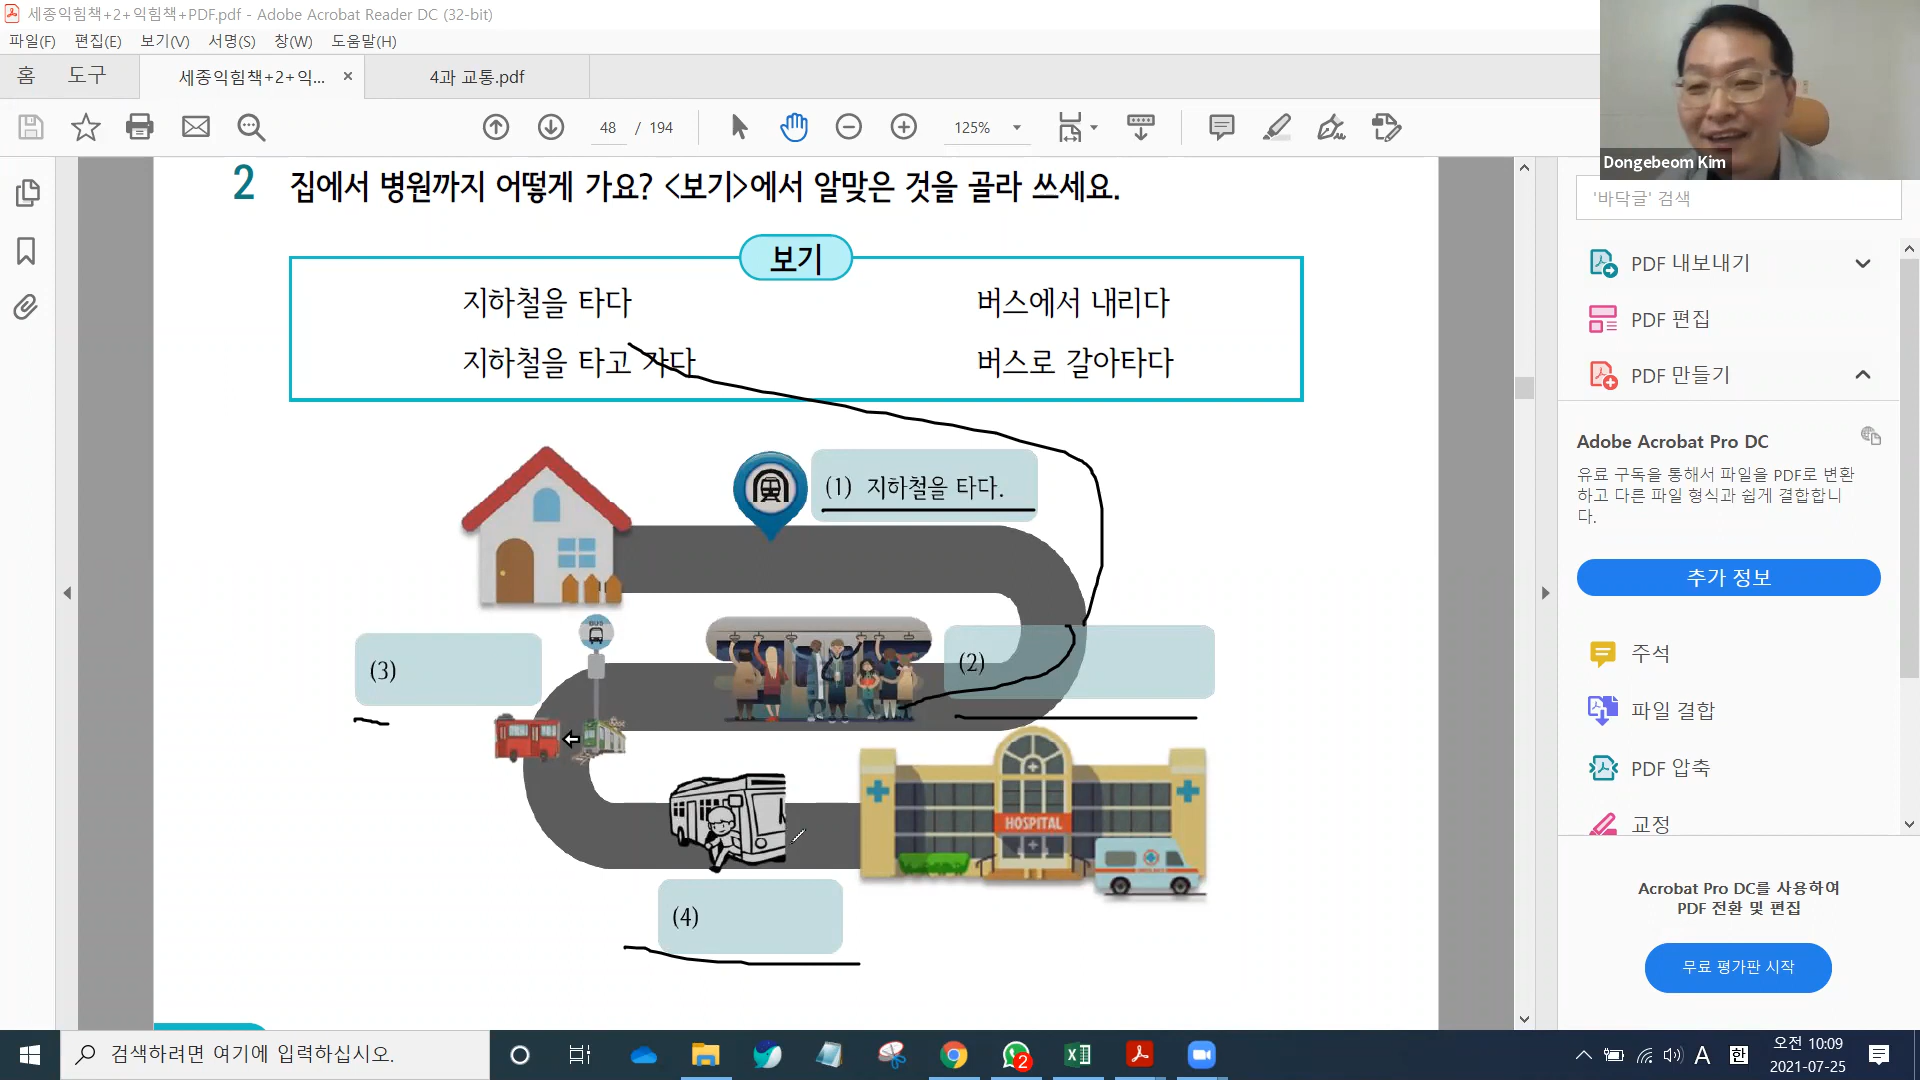 세종익힘책+2+익힘책+PDF.pdf - Adobe Acrobat Reader DC (32-bit)
파일(F) 편집(E) 보기(V) 서명(S) 창(W) 도움말(H)
홈 도구 세종익힘책+2+익... × 4과 교통.pdf
48 / 194 125%
Dongebeom Kim
2 집에서 병원까지 어떻게 가요? <보기>에서 알맞은 것을 골라 쓰세요.
보기
지하철을 타다 버스에서 내리다
지하철을 타고 가다 버스로 갈아타다
(1) 지하철을 타다.
(2)
(3)
BUS
HOSPITAL
(4)
'바닥글' 검색
PDF 내보내기
PDF 편집
PDF 만들기
Adobe Acrobat Pro DC
유료 구독을 통해서 파일을 PDF로 변환
하고 다른 파일 형식과 쉽게 결합합니
다.
추가 정보
주석
파일 결합
PDF 압축
교정
Acrobat Pro DC를 사용하여
PDF 전환 및 편집
무료 평가판 시작
검색하려면 여기에 입력하십시오.
2
A 한
오전 10:09
2021-07-25